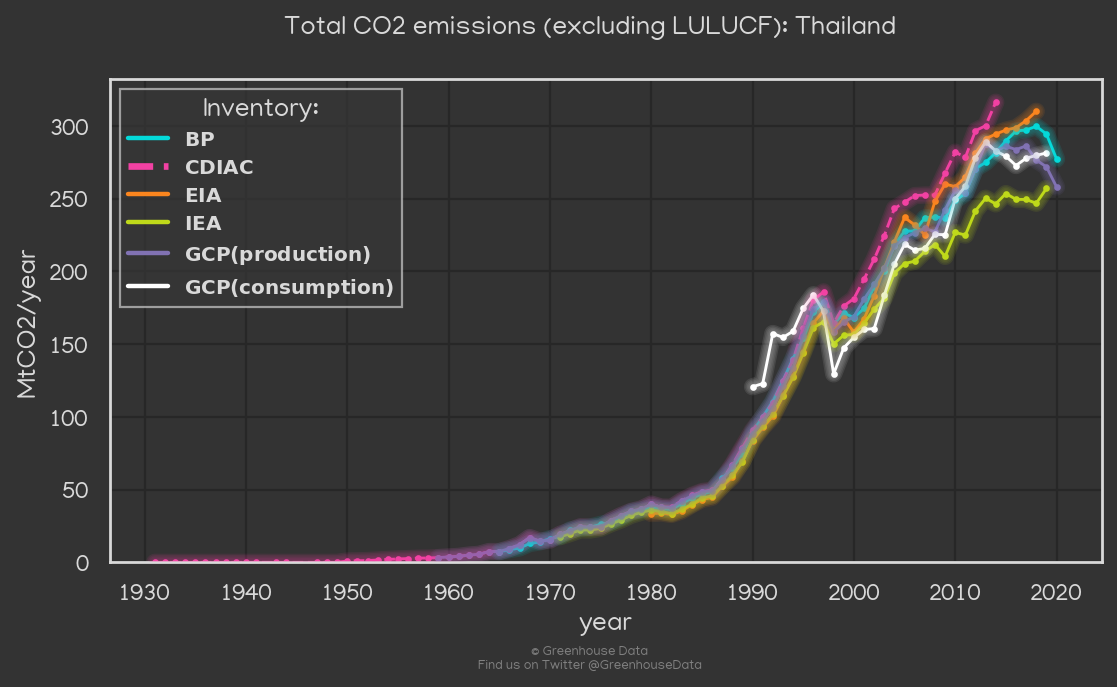 Total CO2 emissions (excluding LULUCF): Thailand
Inventory:
BP
CDIAC
EIA
IEA
GCP(production)
GCP(consumption)
MtCO2/year
300
250
200
150
100
50
0
1930 1940 1950 1960 1970 1980 1990 2000 2010 2020
year
© Greenhouse Data
Find us on Twitter @GreenhouseData